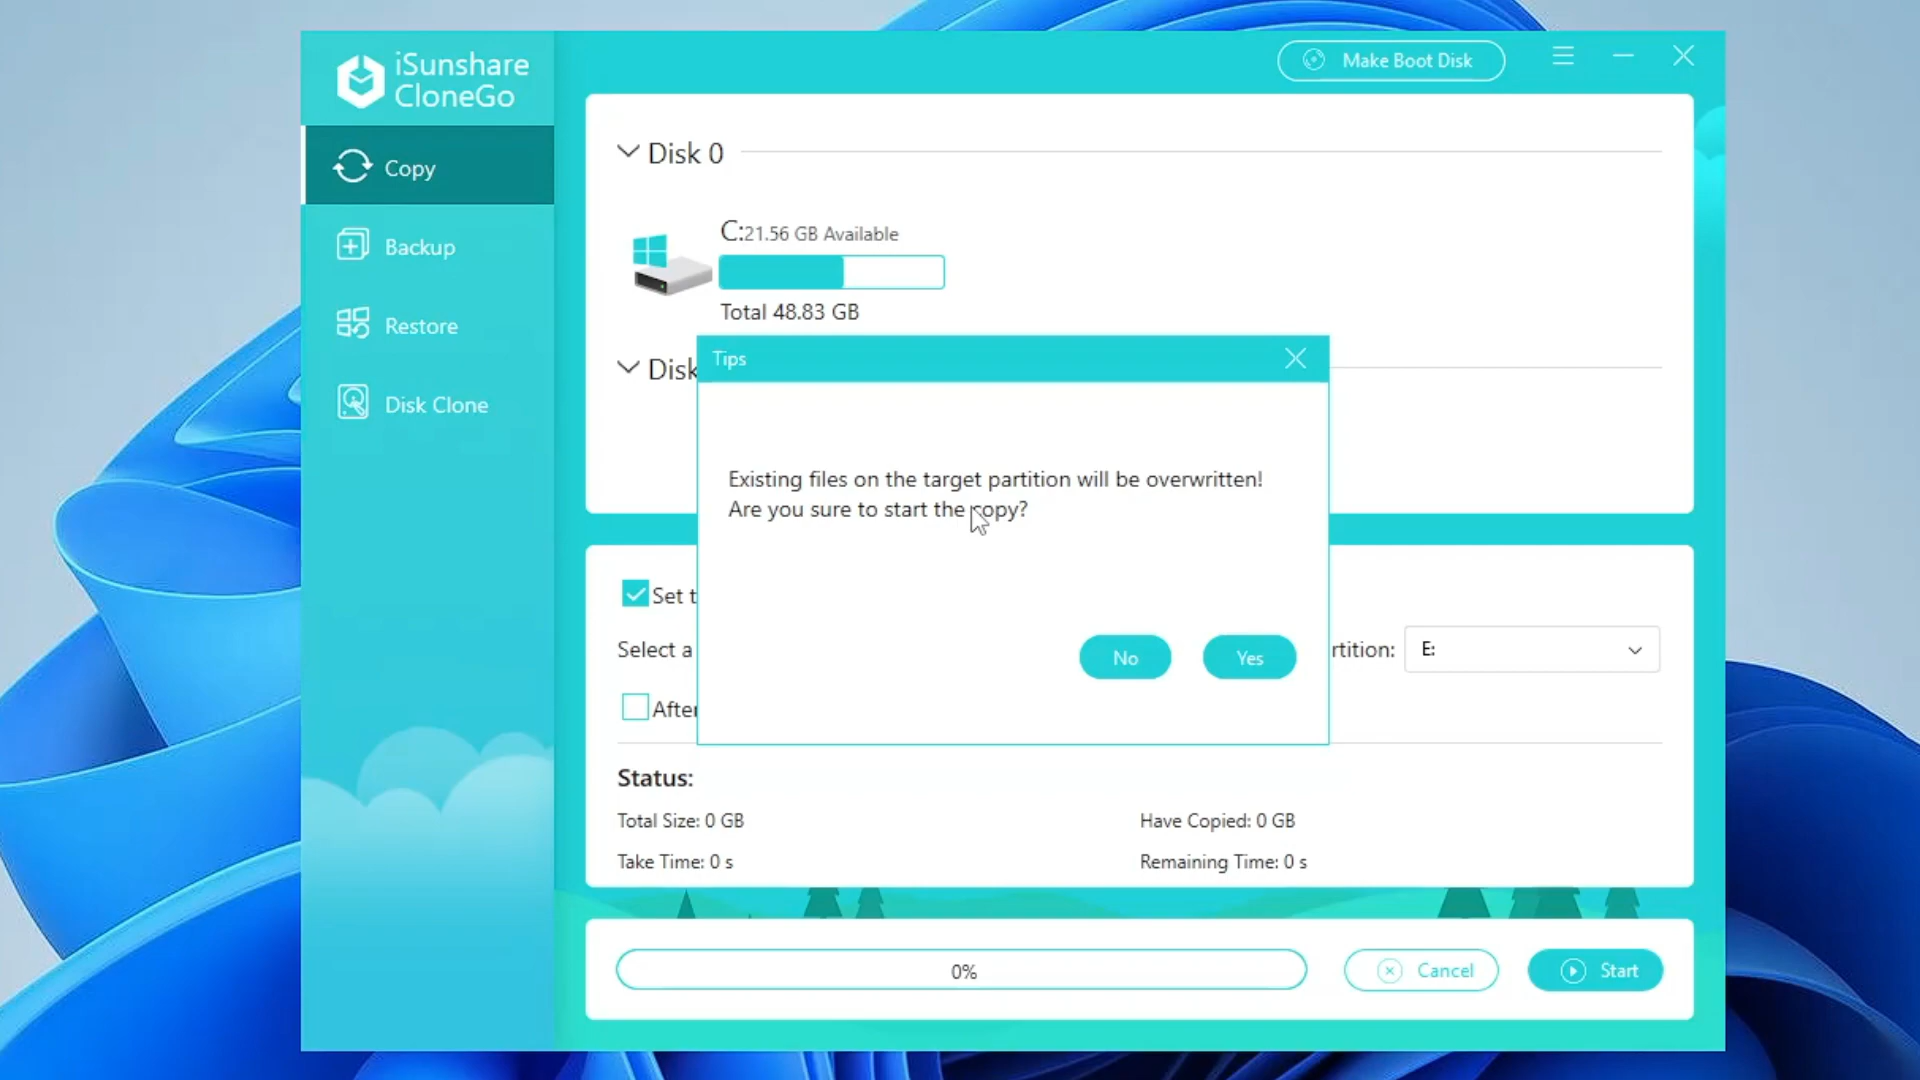 iSunshare
CloneGo
Make Boot Disk
Copy
Backup
Restore
Disk Clone
Disk 0
C:21.56 GB Available
Total 48.83 GB
Disk
Tips
Existing files on the target partition will be overwritten!
Are you sure to start the copy?
No
Yes
Set t
Select a
rtition:
E:
After
Status:
Total Size: 0 GB
Have Copied: 0 GB
Take Time: 0 s
Remaining Time: 0 s
0%
Cancel
Start